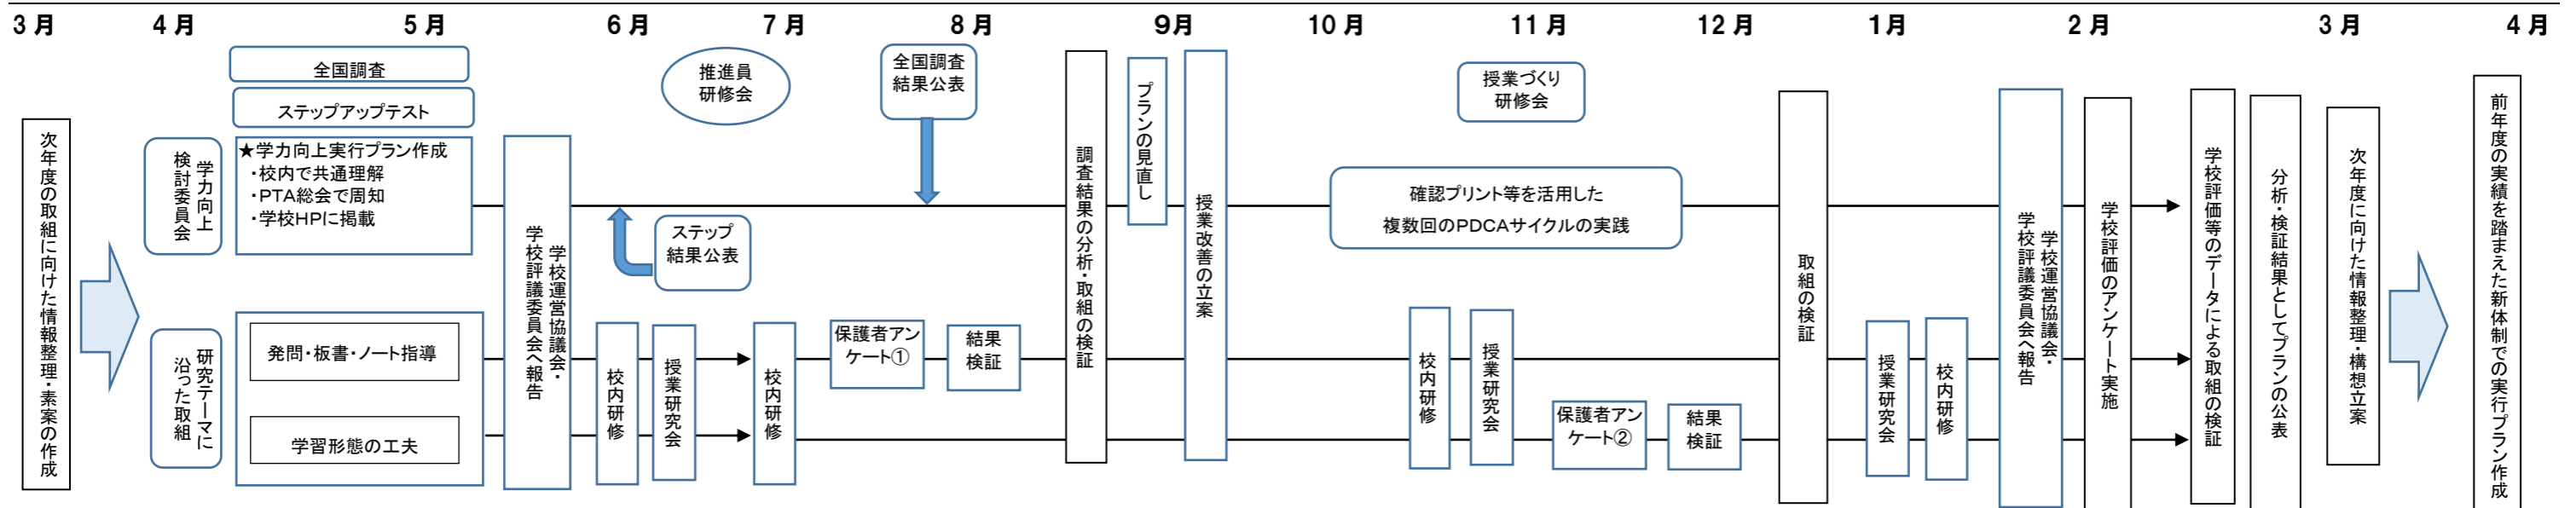 3月
4月
5月
6月
7月
8月
9月
10月
11月
12月
1月
2月
3月
4月
次年度の取組に向けた情報整理・素案の作成
学力向上
検討委員会
研究テーマに
沿った取組
全国調査
ステップアップテスト
★学力向上実行プラン作成
・校内で共通理解
・PTA総会で周知
・学校HPに掲載
発問・板書・ノート指導
学習形態の工夫
学校運営協議会・
学校評議委員会へ報告
校内研修
授業研究会
推進員
研修会
ステップ
結果公表
校内研修
保護者アン
ケート①
全国調査
結果公表
結果
検証
調査結果の分析・取組の検証
プランの見直し
授業改善の立案
授業づくり
研修会
確認プリント等を活用した
複数回のPDCAサイクルの実践
校内研修
授業研究会
保護者アン
ケート②
結果
検証
取組の検証
授業研究会
校内研修
学校運営協議会・
学校評議委員会へ報告
学校評価のアンケート実施
学校評価等のデータによる取組の検証
分析・検証結果としてプランの公表
次年度に向けた情報整理・構想立案
前年度の実績を踏まえた新体制での実行プラン作成